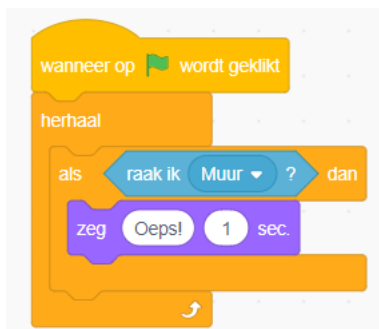 wanneer op wordt geklikt
herhaal
als raak ik Muur ? dan
zeg Oeps! 1 sec.